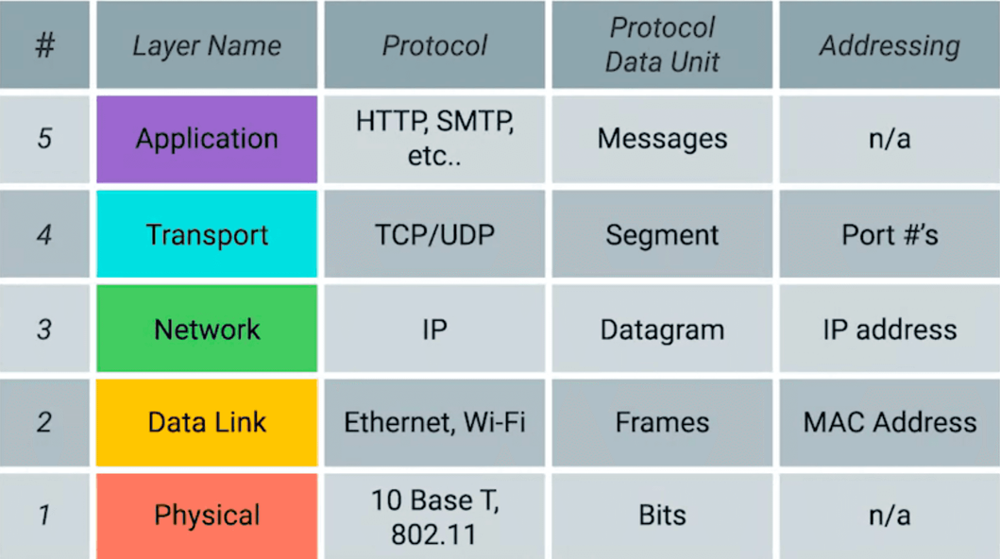 # Layer Name Protocol Protocol Data Unit Addressing
5 Application HTTP, SMTP, etc.. Messages n/a
4 Transport TCP/UDP Segment Port #'s
3 Network IP Datagram IP address
2 Data Link Ethernet, Wi-Fi Frames MAC Address
1 Physical 10 Base T, 802.11 Bits n/a